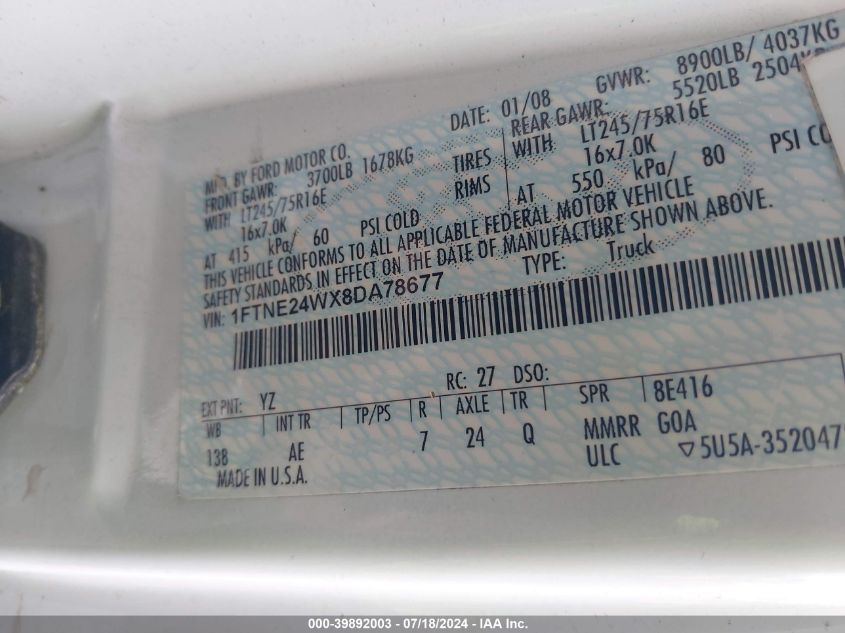 MFD. BY FORD MOTOR CO. DATE: 01/08 GVWR: 8900LB/ 4037KG
FRONT GAWR: 3700LB 1678KG REAR GAWR: 5520LB
WITH LT245/75R16E TIRES WITH LT245/75R16E
16x7.0K RIMS 16x7.0K
AT 415 kPa/ 60 PSI COLD AT 550 kPa/ 80 PSI
THIS VEHICLE CONFORMS TO ALL APPLICABLE FEDERAL MOTOR VEHICLE
SAFETY STANDARDS IN EFFECT ON THE DATE OF MANUFACTURE SHOWN ABOVE.
VIN: 1FTNE24WX8DA78677 TYPE: Truck
EXT PNT: YZ RC: 27 DSO:
WB INT TR TP/PS R AXLE TR SPR 8E416
138 AE 7 24 Q MMRR GOA
MADE IN U.S.A. ULC ▽5U5A-352047
000-39892003 - 07/18/2024 - IAA Inc.